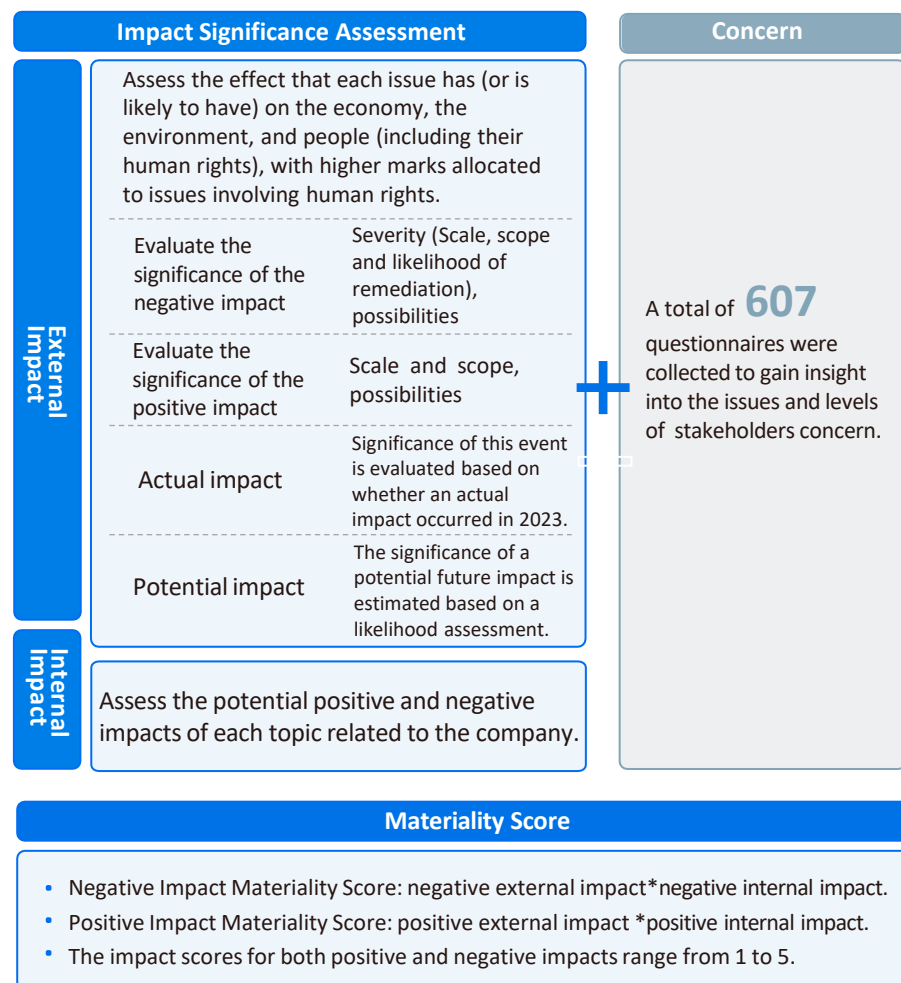 Impact Significance Assessment
External
Impact
Assess the effect that each issue has (or is
likely to have) on the economy, the
environment, and people (including their
human rights), with higher marks allocated
to issues involving human rights.
Evaluate the
significance of the
negative impact
Severity (Scale, scope
and likelihood of
remediation),
possibilities
Evaluate the
significance of the
positive impact
Scale and scope,
possibilities
Actual impact
Significance of this event
is evaluated based on
whether an actual
impact occurred in 2023.
Potential impact
The significance of a
potential future impact is
estimated based on a
likelihood assessment.
Internal
Impact
Assess the potential positive and negative
impacts of each topic related to the company.
+
Concern
A total of 607
questionnaires were
collected to gain insight
into the issues and levels
of stakeholders concern.
Materiality Score
• Negative Impact Materiality Score: negative external impact*negative internal impact.
• Positive Impact Materiality Score: positive external impact *positive internal impact.
• The impact scores for both positive and negative impacts range from 1 to 5.